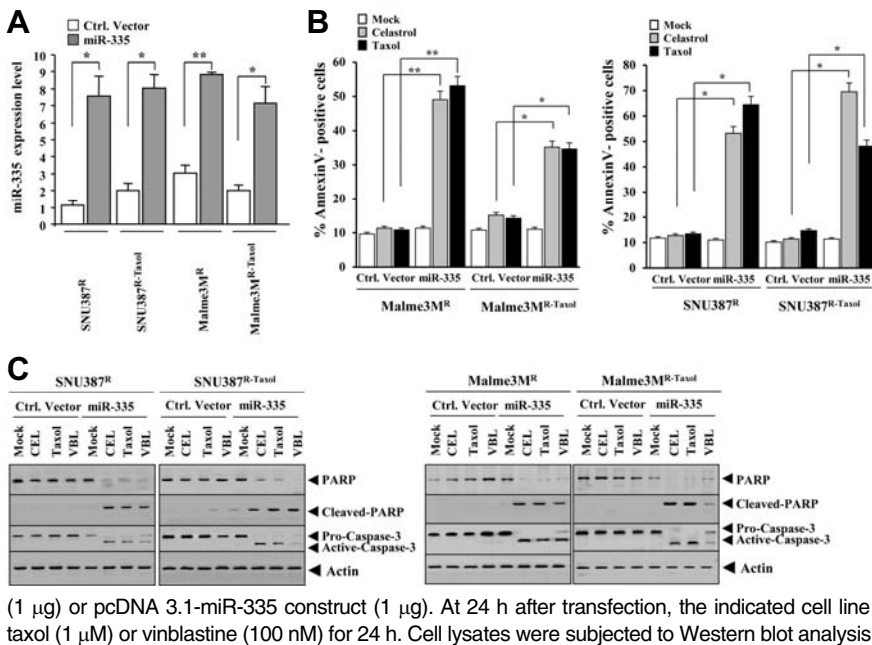 A
Ctrl. Vector
miR-335
miR-335 expression level
10
9
8
7
6
5
4
3
2
1
0
*
*
**
*
SNU387R
SNU387R-Taxol
Malme3MR
Malme3MR-Taxol
B
Mock
Celastrol
Taxol
% AnnexinV- positive cells
60
50
40
30
20
10
0
**
**
*
*
Ctrl. Vector miR-335 Ctrl. Vector miR-335
Malme3MR Malme3MR-Taxol
Mock
Celastrol
Taxol
% AnnexinV- positive cells
80
70
60
50
40
30
20
10
0
*
*
*
*
Ctrl. Vector miR-335 Ctrl. Vector miR-335
SNU387R SNU387R-Taxol
C
SNU387R SNU387R-Taxol
Ctrl. Vector miR-335 Ctrl. Vector miR-335
Mock CEL Taxol VBL Mock CEL Taxol VBL Mock CEL Taxol VBL Mock CEL Taxol VBL
PARP
Cleaved-PARP
Pro-Caspase-3
Active-Caspase-3
Actin
Malme3MR Malme3MR-Taxol
Ctrl. Vector miR-335 Ctrl. Vector miR-335
Mock CEL Taxol VBL Mock CEL Taxol VBL Mock CEL Taxol VBL Mock CEL Taxol VBL
PARP
Cleaved-PARP
Pro-Caspase-3
Active-Caspase-3
Actin
(1 μg) or pcDNA 3.1-miR-335 construct (1 μg). At 24 h after transfection, the indicated cell line
taxol (1 μM) or vinblastine (100 nM) for 24 h. Cell lysates were subjected to Western blot analysis